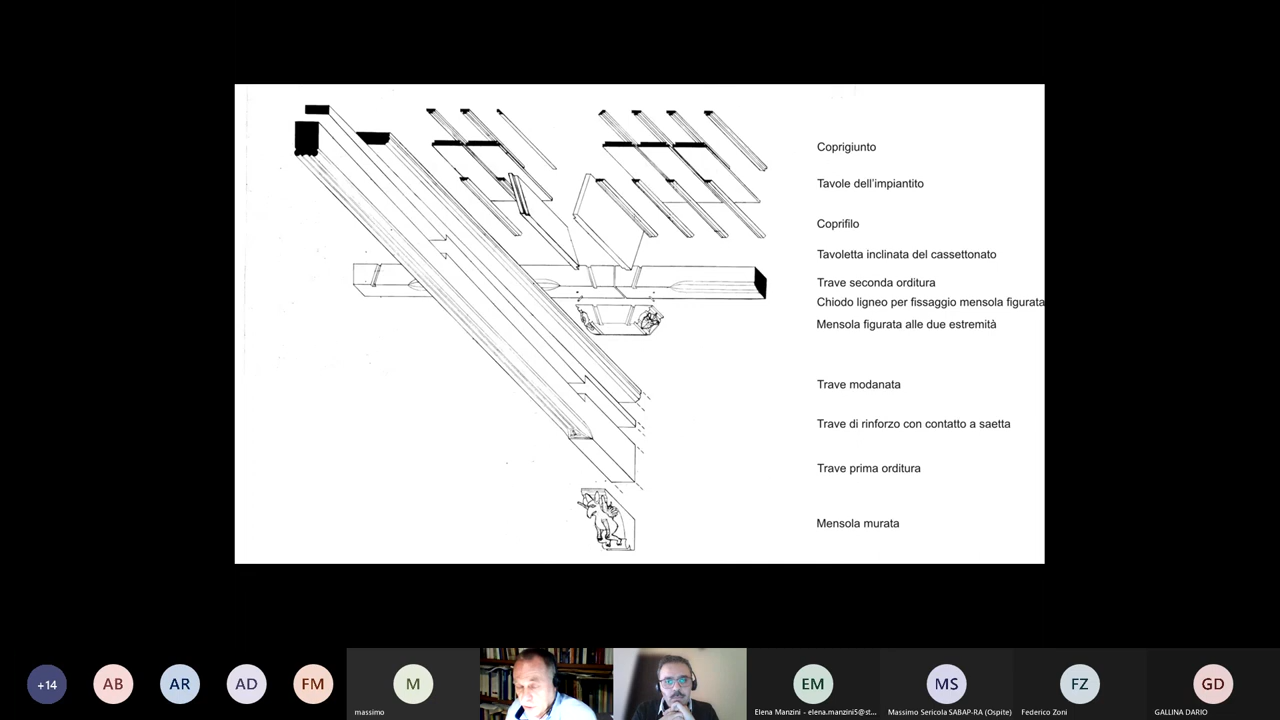 Coprigiunto
Tavole dell'impiantito
Coprifilo
Tavoletta inclinata del cassettonato
Trave seconda orditura
Chiodo ligneo per fissaggio mensola figurata
Mensola figurata alle due estremità
Trave modanata
Trave di rinforzo con contatto a saetta
Trave prima orditura
Mensola murata
+14
AB
AR
AD
FM
M
EM
MS
FZ
GD
massimo
Elena Manzini - elena.manzini5@st...
Massimo Sericola SABAP-RA (Ospite)
Federico Zoni
GALLINA DARIO